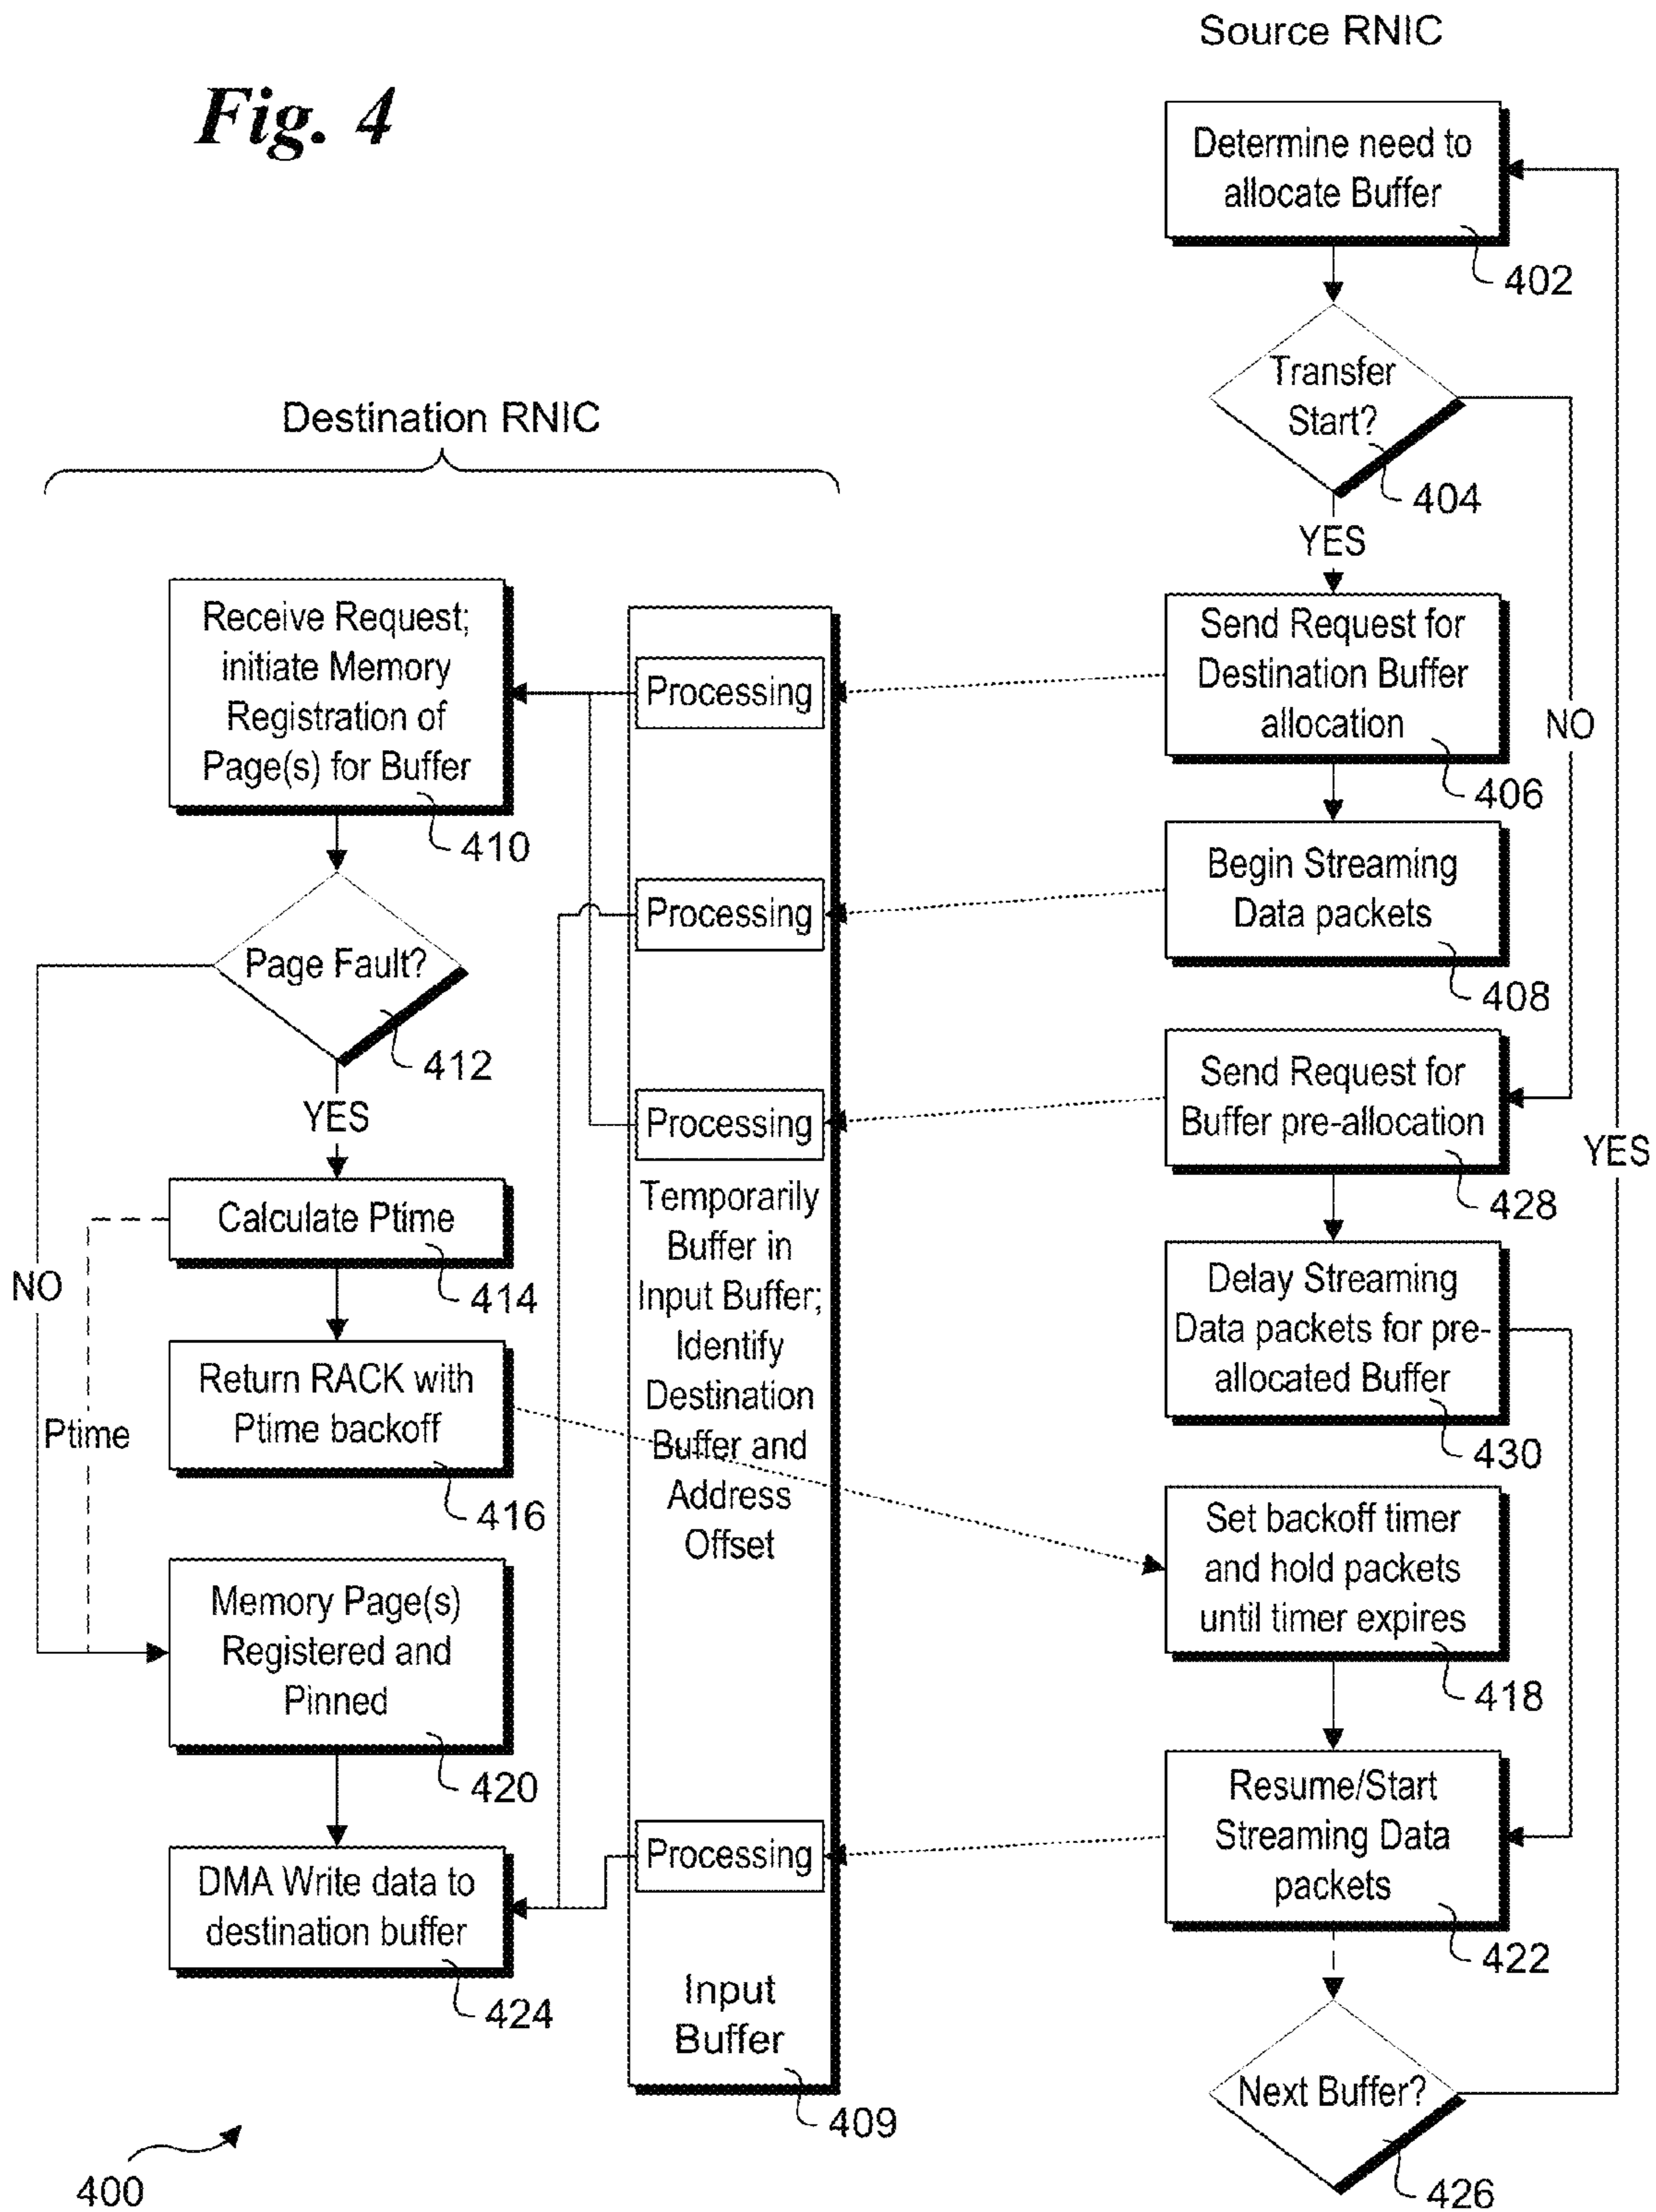 Source RNIC
Fig. 4
Determine need to
allocate Buffer
402
Transfer
Start?
404
YES
NO
Destination RNIC
Receive Request;
initiate Memory
Registration of
Page(s) for Buffer
410
Processing
Send Request for
Destination Buffer
allocation
406
Processing
Begin Streaming
Data packets
408
Page Fault?
412
YES
NO
Processing
Send Request for
Buffer pre-allocation
428
YES
Calculate Ptime
414
Ptime
Return RACK with
Ptime backoff
416
Temporarily
Buffer in
Input Buffer;
Identify
Destination
Buffer and
Address
Offset
Delay Streaming
Data packets for pre-
allocated Buffer
430
Set backoff timer
and hold packets
until timer expires
418
Memory Page(s)
Registered and
Pinned
420
Processing
Resume/Start
Streaming Data
packets
422
DMA Write data to
destination buffer
424
Input
Buffer
409
Next Buffer?
426
400